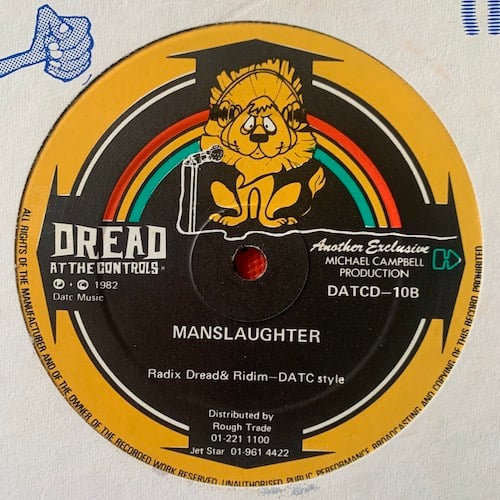 DREAD
AT THE CONTROLS
Ⓟ · © 1982
Datc Music
Another Exclusive
MICHAEL CAMPBELL
PRODUCTION
DATCD—10B
MANSLAUGHTER
Radix Dread & Ridim—DATC style
Distributed by
Rough Trade
01-221 1100
Jet Star 01-961 4422
ALL RIGHTS OF THE MANUFACTURER AND OF THE OWNER OF THE RECORDED WORK RESERVED. UNAUTHORISED PUBLIC PERFORMANCE BROADCASTING AND COPYING OF THIS RECORD PROHIBITED